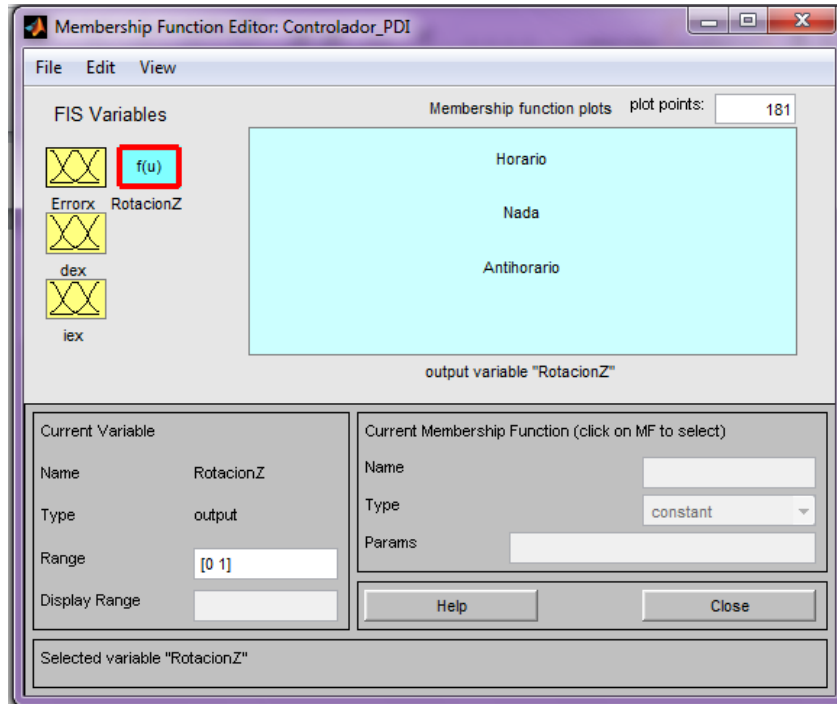 Membership Function Editor: Controlador_PDI
File Edit View
FIS Variables
Membership function plots plot points: 181
f(u)
Errorx RotacionZ
dex
iex
Horario
Nada
Antihorario
output variable "RotacionZ"
Current Variable
Name RotacionZ
Type output
Range [0 1]
Display Range
Current Membership Function (click on MF to select)
Name
Type constant
Params
Help Close
Selected variable "RotacionZ"